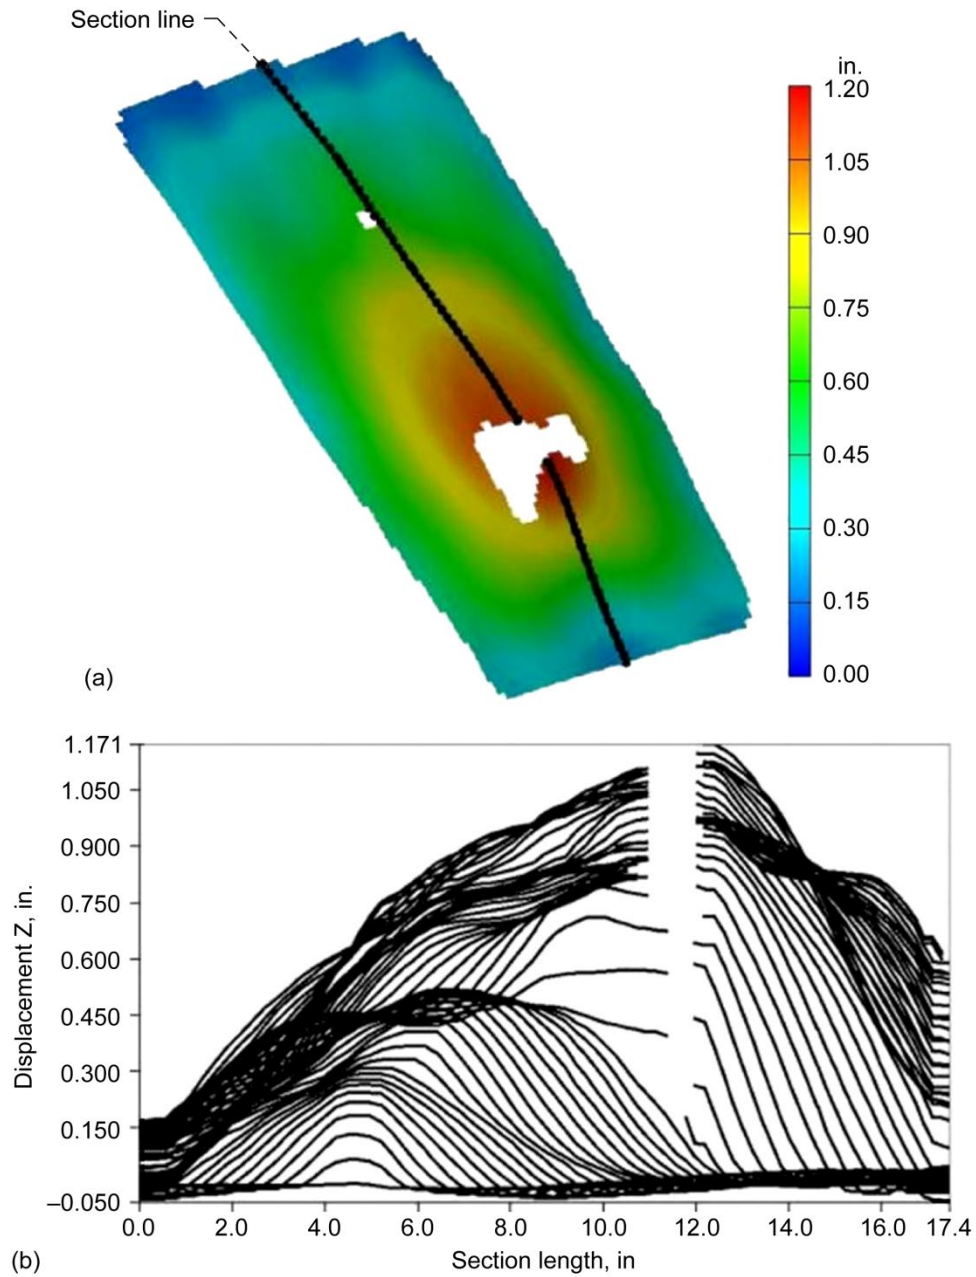 Section line
in.
1.20
1.05
0.90
0.75
0.60
0.45
0.30
0.15
0.00
(a)
1.171
1.050
0.900
0.750
0.600
0.450
0.300
0.150
–0.050
Displacement Z, in.
0.0 2.0 4.0 6.0 8.0 10.0 12.0 14.0 16.0 17.4
Section length, in
(b)